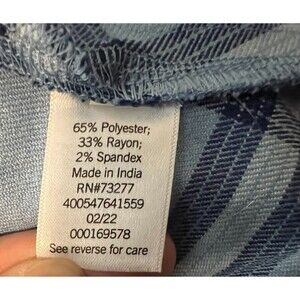 65% Polyester;
33% Rayon;
2% Spandex
Made in India
RN#73277
400547641559
02/22
000169578
See reverse for care